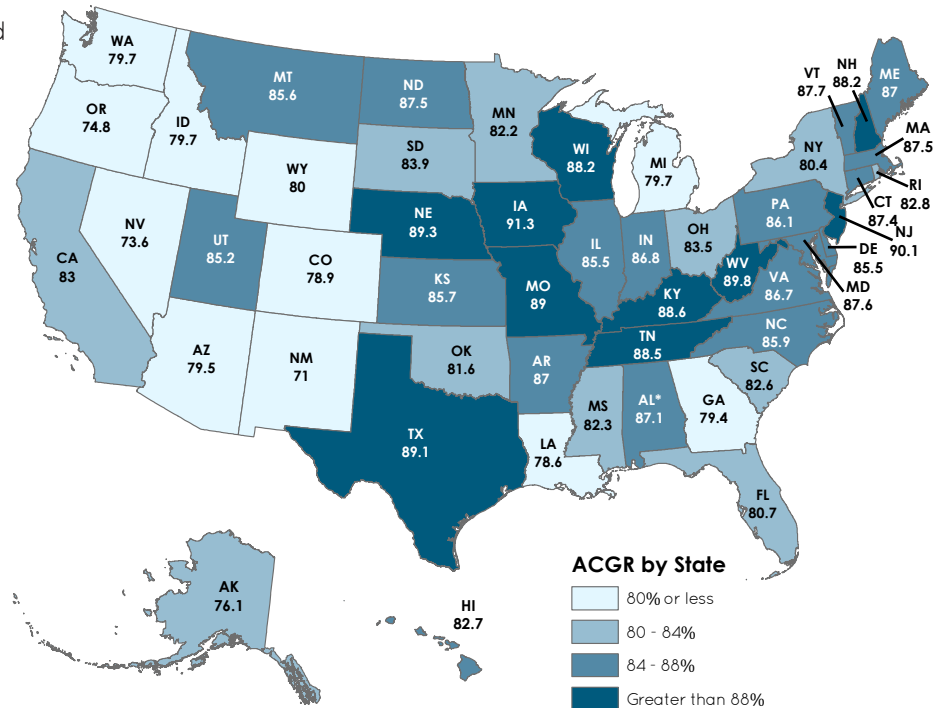 WA
79.7
OR
74.8
ID
79.7
MT
85.6
ND
87.5
MN
82.2
SD
83.9
WY
80
NE
89.3
IA
91.3
WI
88.2
MI
79.7
VT
87.7
NH
88.2
ME
87
MA
87.5
NY
80.4
RI
82.8
CT
87.4
NJ
90.1
PA
86.1
DE
85.5
MD
87.6
CA
83
NV
73.6
UT
85.2
CO
78.9
KS
85.7
MO
89
IL
85.5
IN
86.8
OH
83.5
WV
89.8
VA
86.7
KY
88.6
NC
85.9
TN
88.5
AZ
79.5
NM
71
OK
81.6
AR
87
SC
82.6
MS
82.3
AL*
87.1
GA
79.4
TX
89.1
LA
78.6
FL
80.7
AK
76.1
HI
82.7
ACGR by State
80% or less
80 - 84%
84 - 88%
Greater than 88%